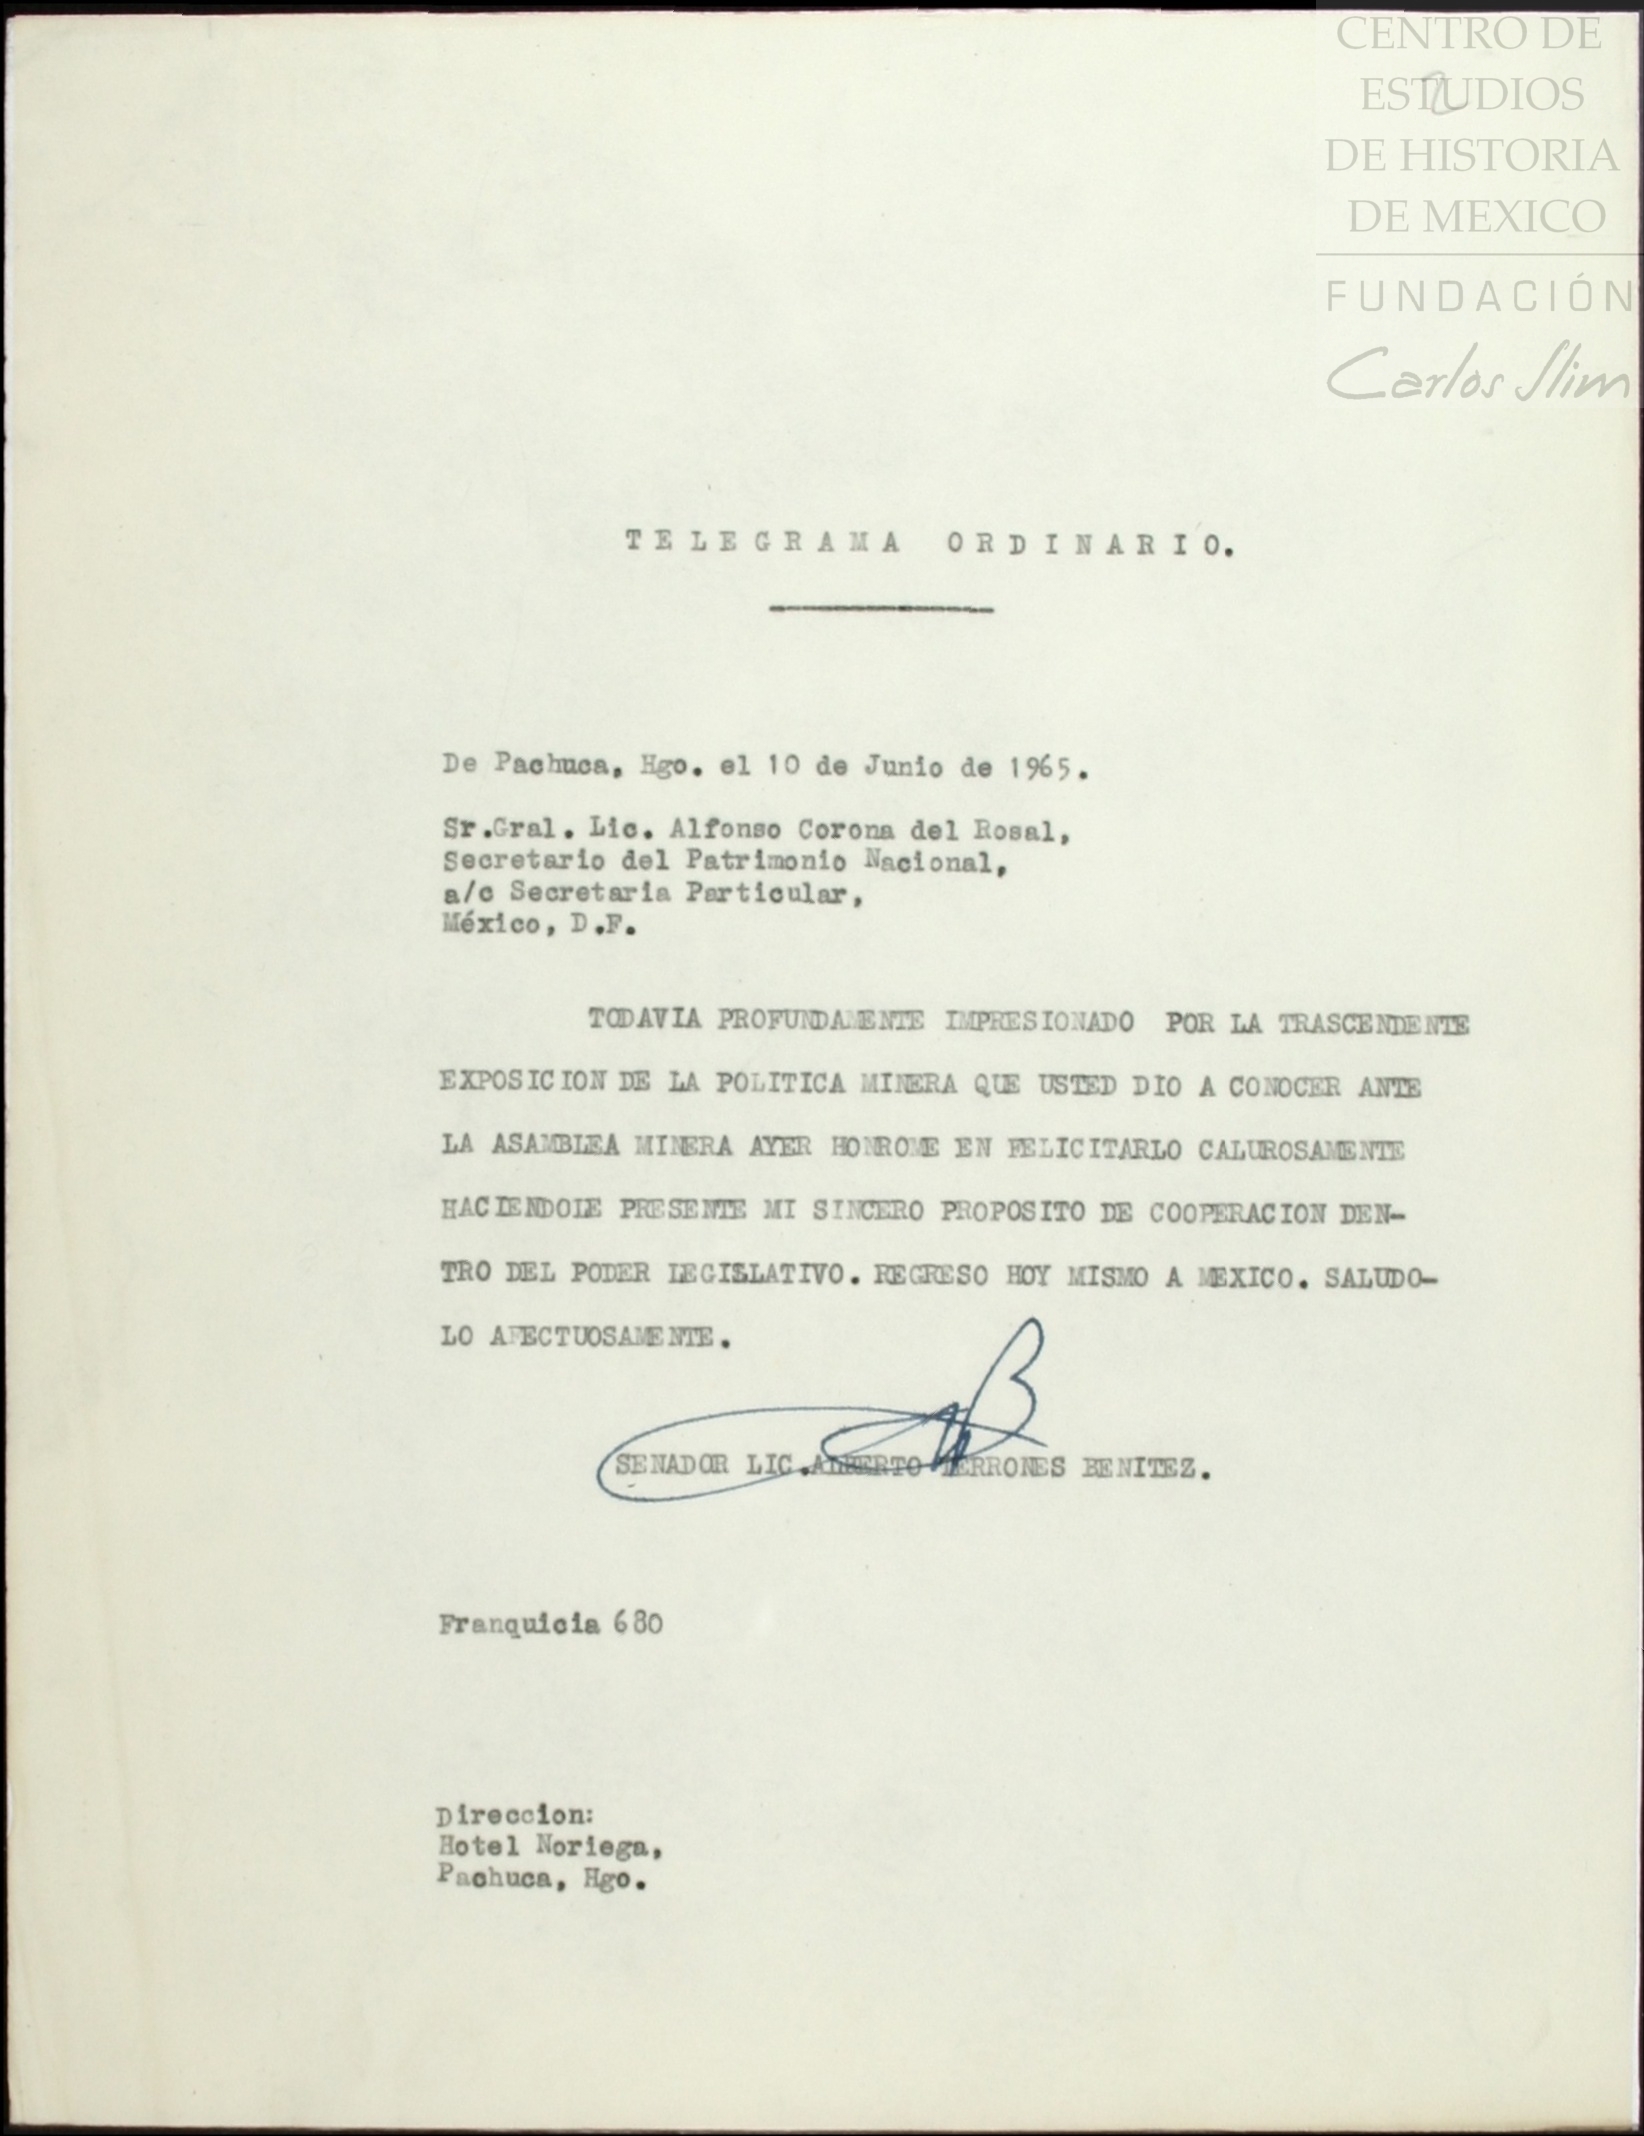 CENTRO DE
ESTUDIOS
DE HISTORIA
DE MEXICO
FUNDACIÓN
Carlos Slim
2
TELEGRAMA ORDINARIO.
De Pachuca, Hgo. el 10 de Junio de 1965.
Sr.Gral. Lic. Alfonso Corona del Rosal,
Secretario del Patrimonio Nacional,
a/c Secretaria Particular,
México, D.F.
TODAVIA PROFUNDAMENTE IMPRESIONADO POR LA TRASCENDENTE
EXPOSICION DE LA POLITICA MINERA QUE USTED DIO A CONOCER ANTE
LA ASAMBLEA MINERA AYER HONROME EN FELICITARLO CALUROSAMENTE
HACIENDOLE PRESENTE MI SINCERO PROPOSITO DE COOPERACION DEN-
TRO DEL PODER LEGISLATIVO. REGRESO HOY MISMO A MEXICO. SALUDO-
LO AFECTUOSAMENTE.
SENADOR LIC.ALBERTO TERRONES BENITEZ.
Franquicia 680
Direccion:
Hotel Noriega,
Pachuca, Hgo.